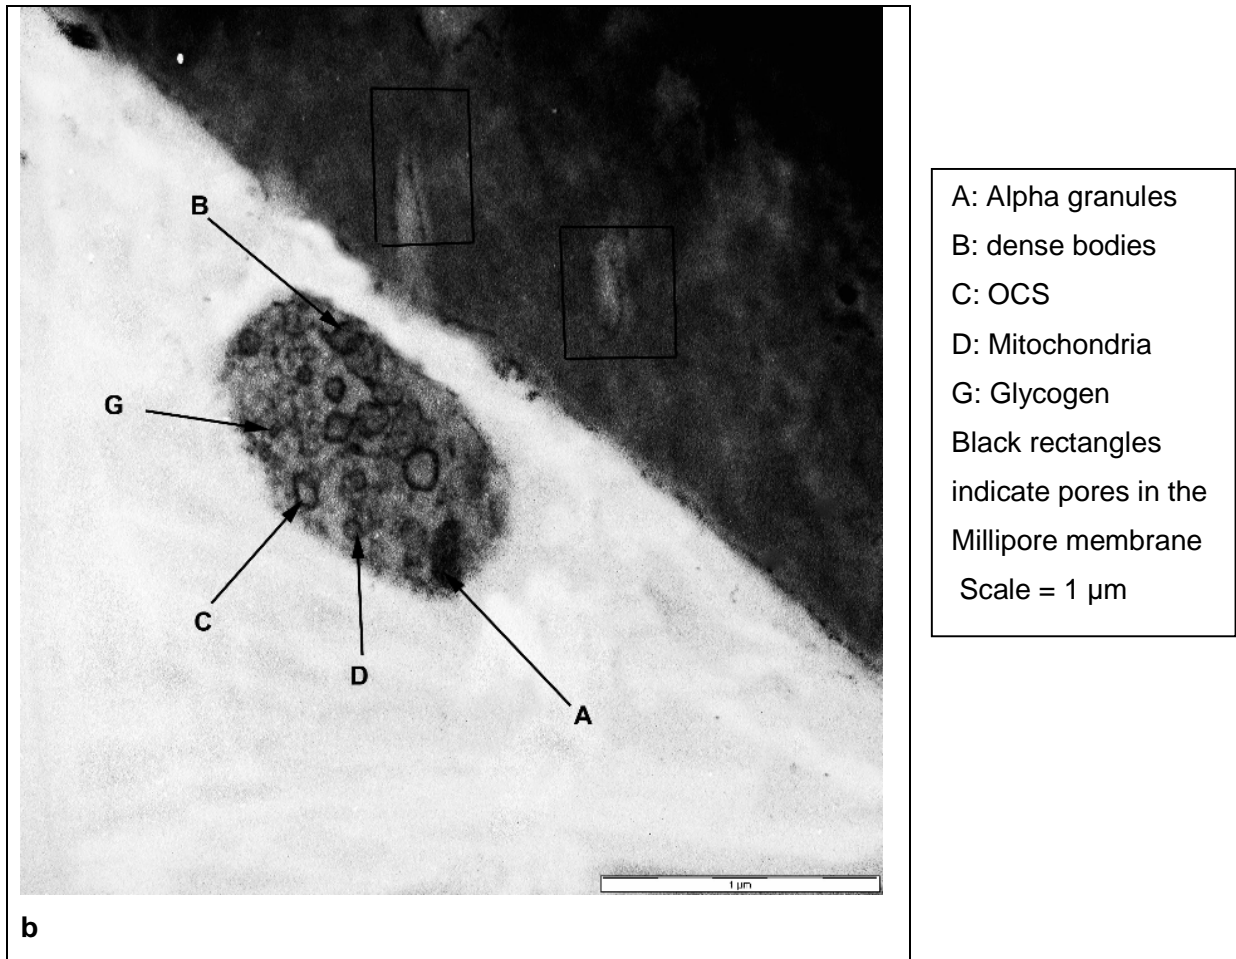 B
G
C
D
A
1 µm
b
A: Alpha granules
B: dense bodies
C: OCS
D: Mitochondria
G: Glycogen
Black rectangles
indicate pores in the
Millipore membrane
Scale = 1 µm